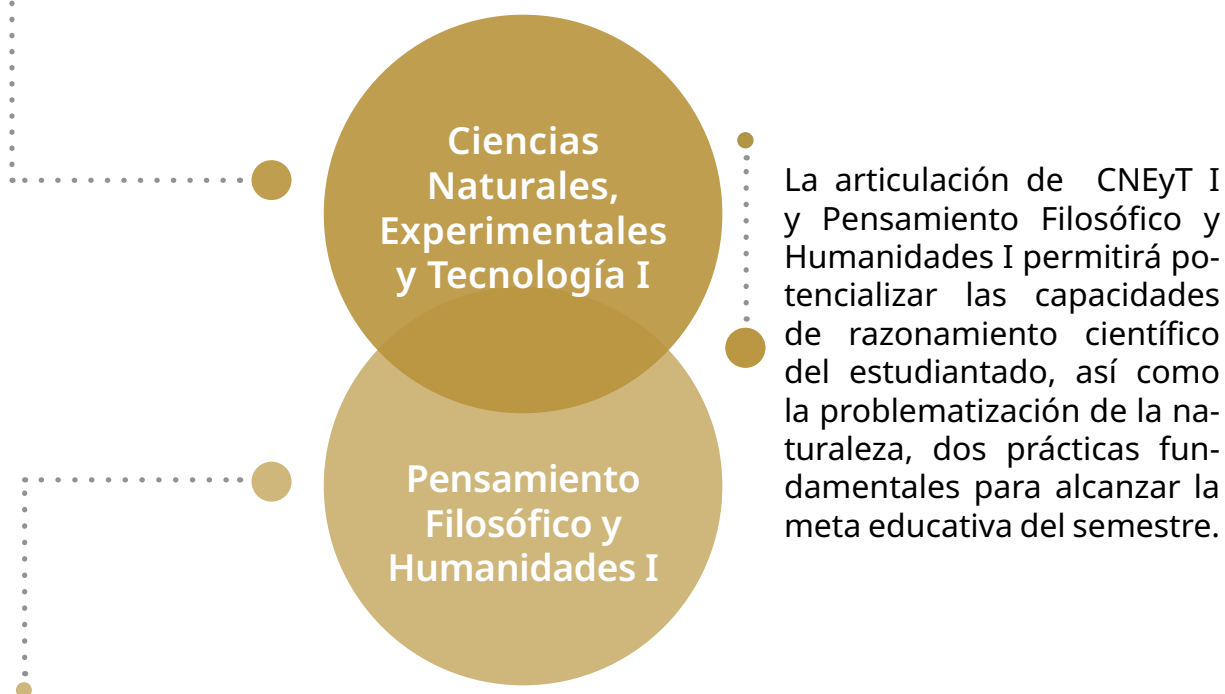 Ciencias
Naturales,
Experimentales
y Tecnología I
La articulación de CNEyT I
y Pensamiento Filosófico y
Humanidades I permitirá po-
tencializar las capacidades
de razonamiento científico
del estudiantado, así como
la problematización de la na-
turaleza, dos prácticas fun-
damentales para alcanzar la
meta educativa del semestre.
Pensamiento
Filosófico y
Humanidades I